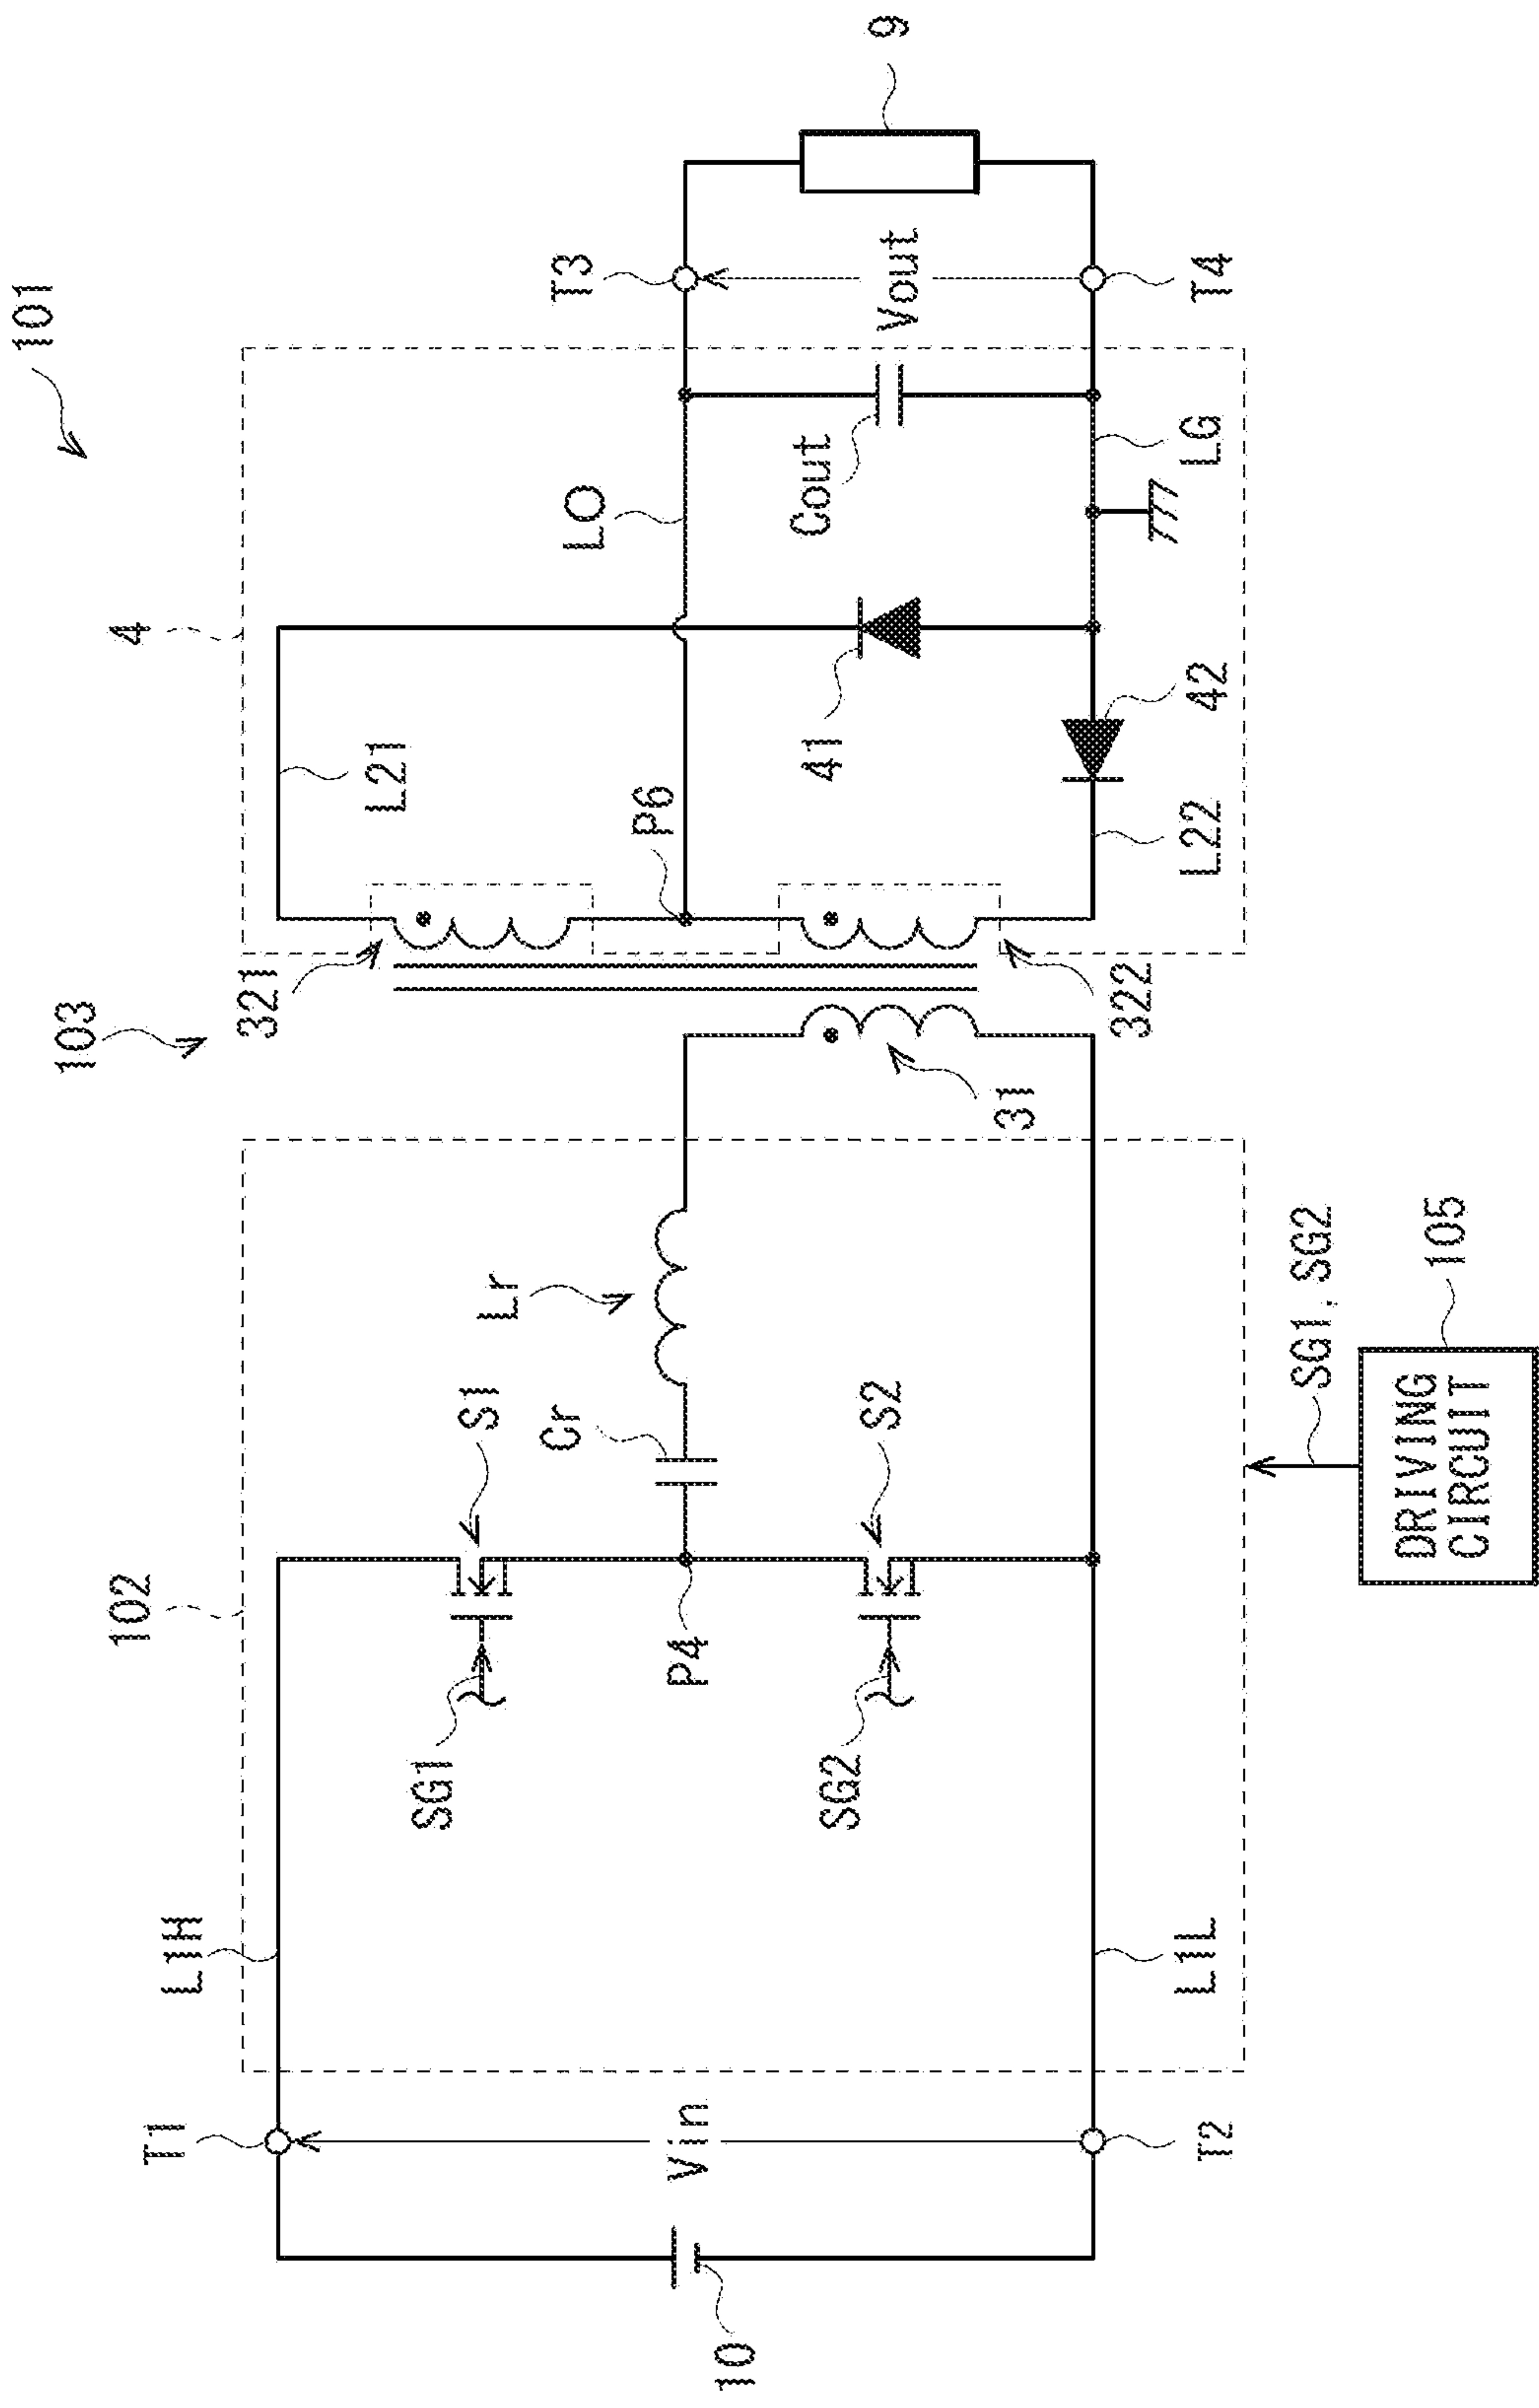 101
103
102
4
T1
L1H
321
L21
SG1
S1
Lr
Cr
T3
LO
P6
P4
Vin
10
Cout
41
SG2
S2
9
Vout
31
322
T2
L1L
L22
42
LG
T4
SG1, SG2
DRIVING
CIRCUIT
105